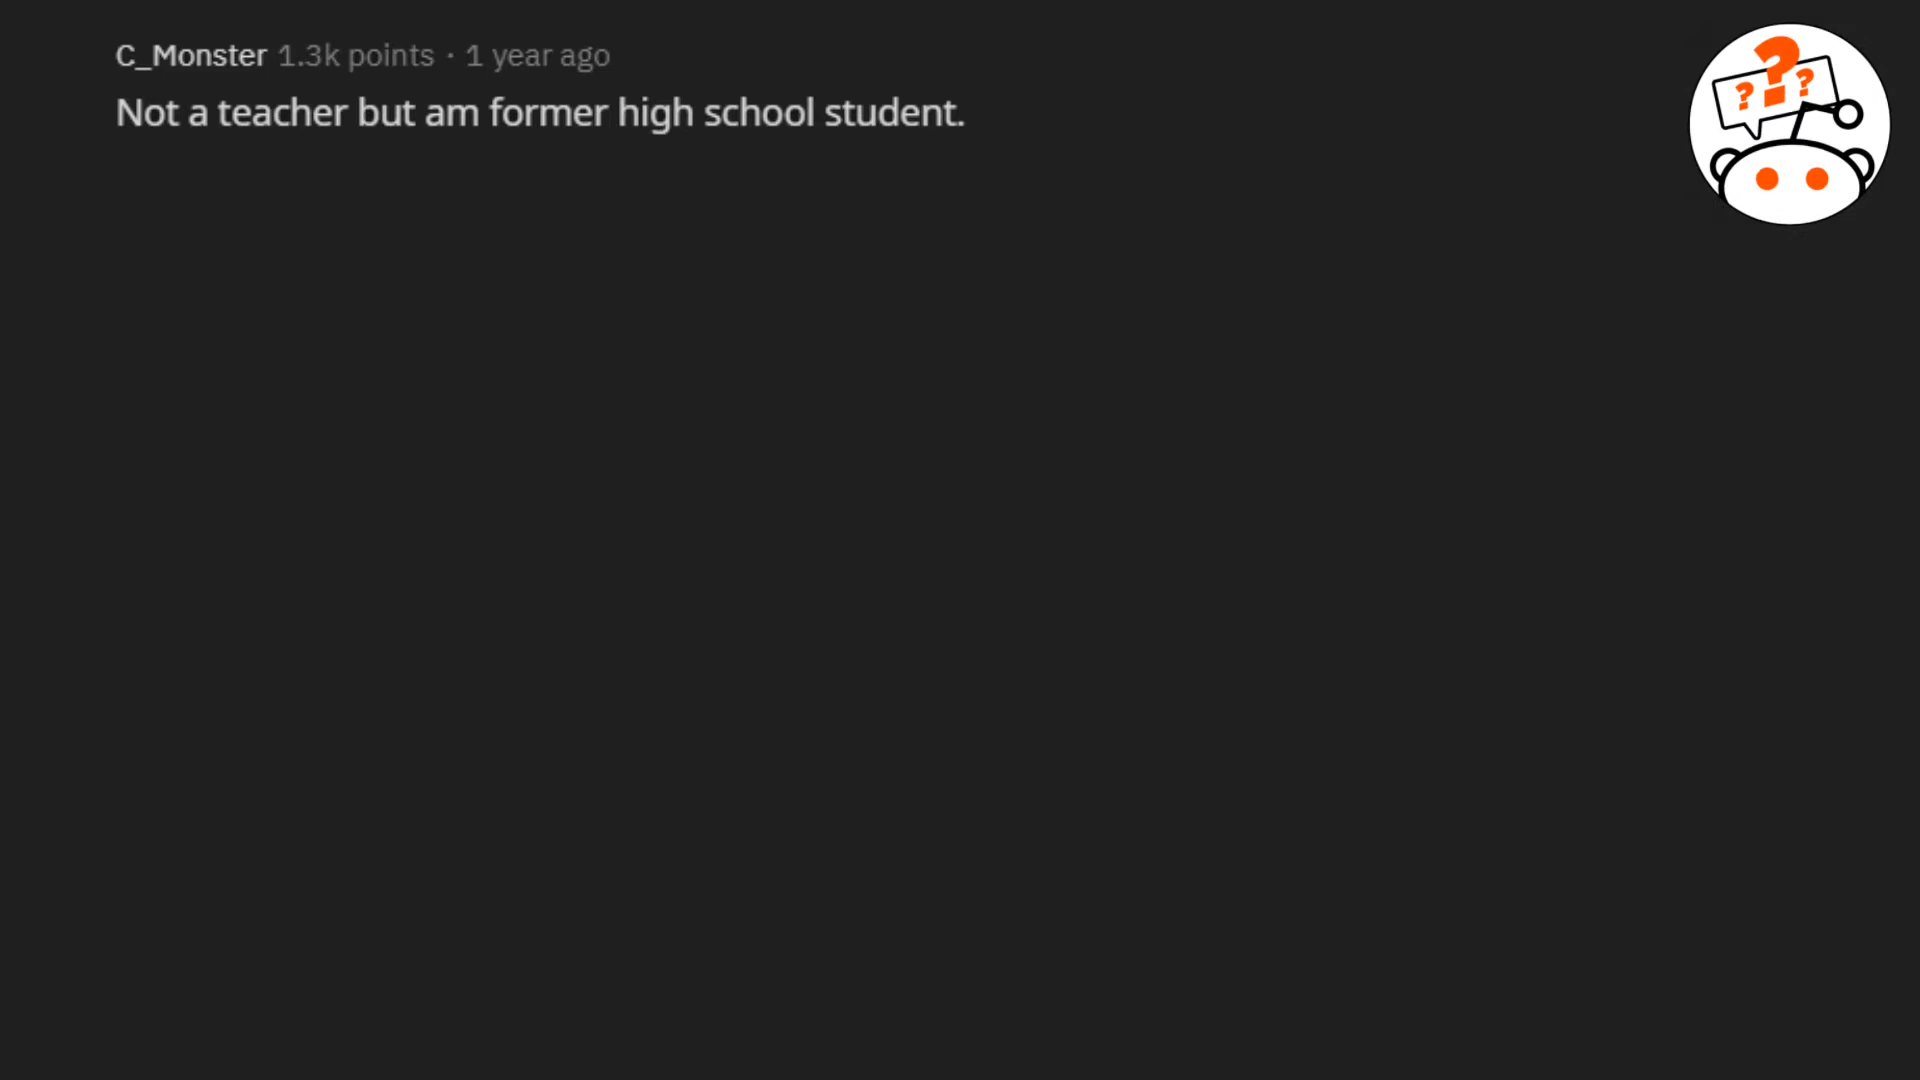 C_Monster 1.3k points · 1 year ago
Not a teacher but am former high school student.
? ? ?